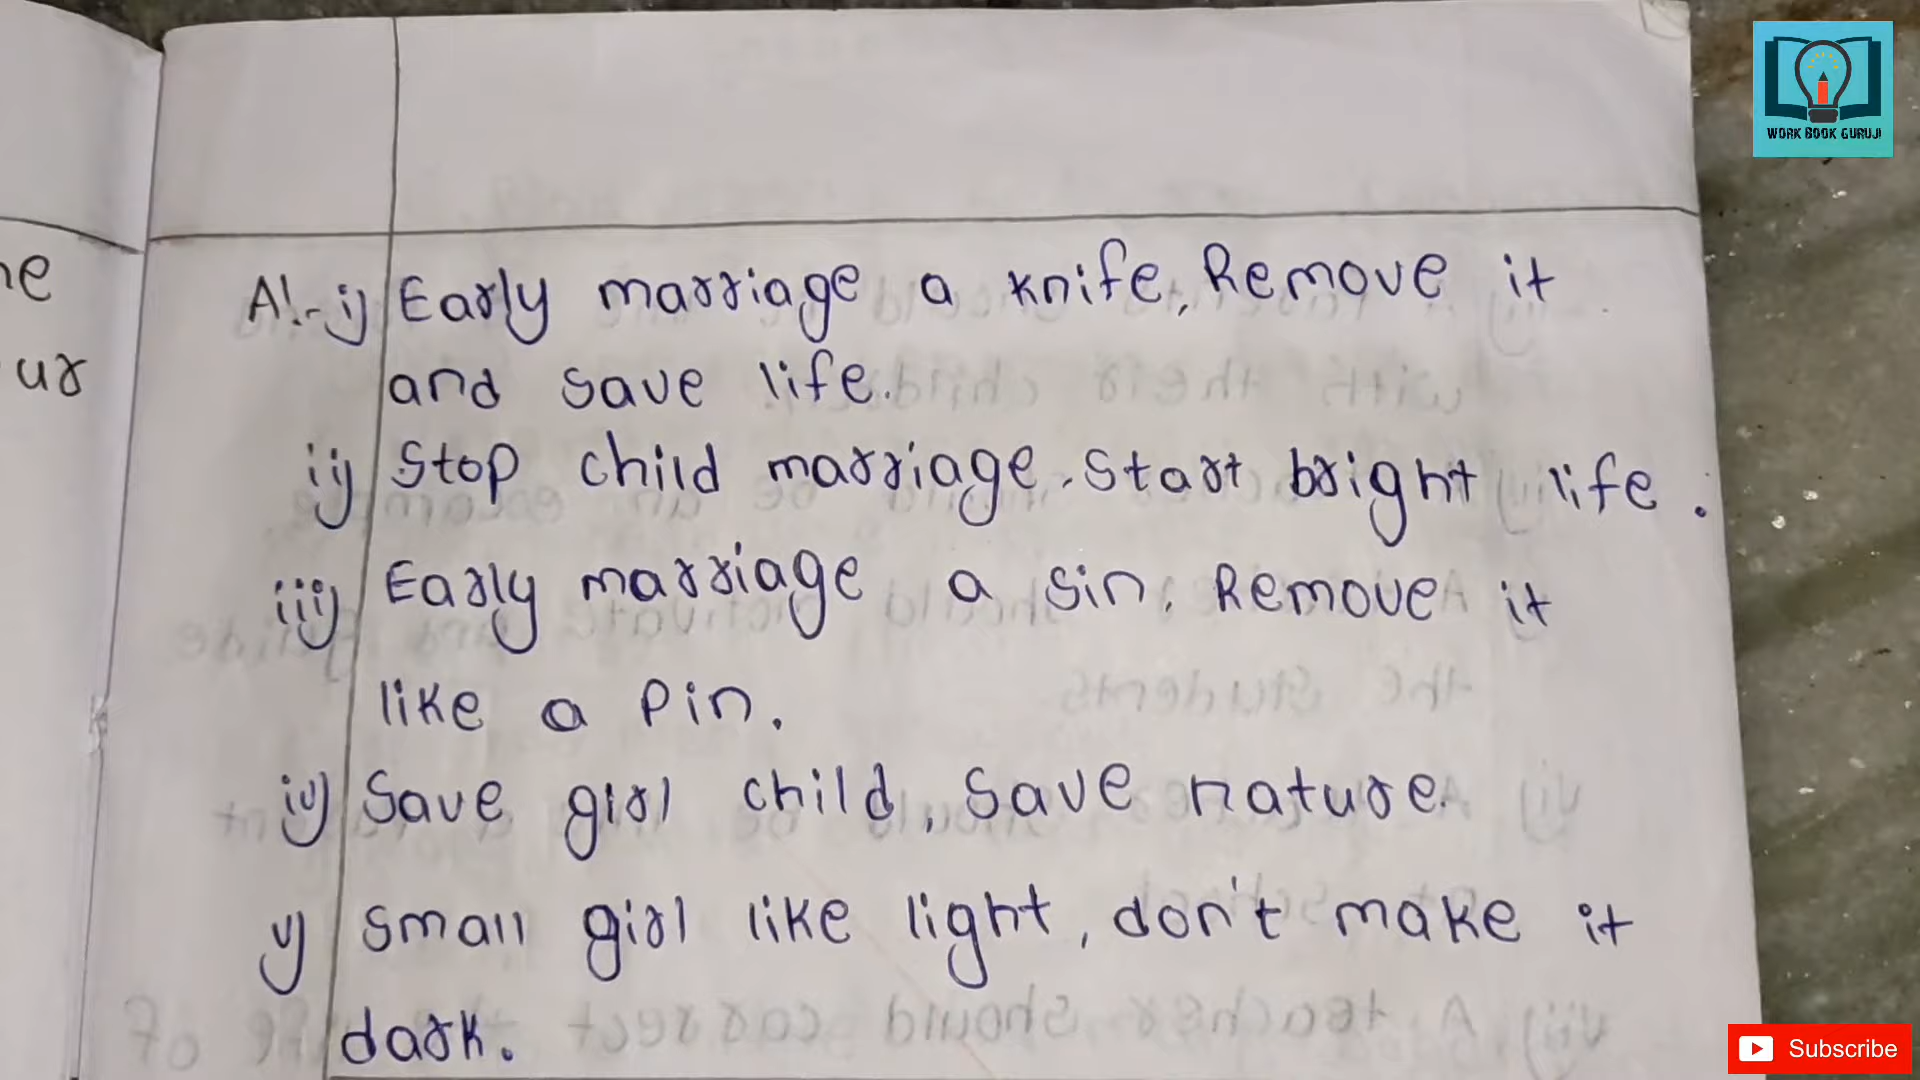 WORK BOOK GURUJI
ne
ur
A!- i) Early marriage a knife, Remove it
and save life.
ii) Stop child marriage. Start bright life.
iii) Early marriage a sin, Remove it
like a Pin.
iv) Save girl child, Save nature.
v) Small girl like light, don't make it
dark.
Subscribe